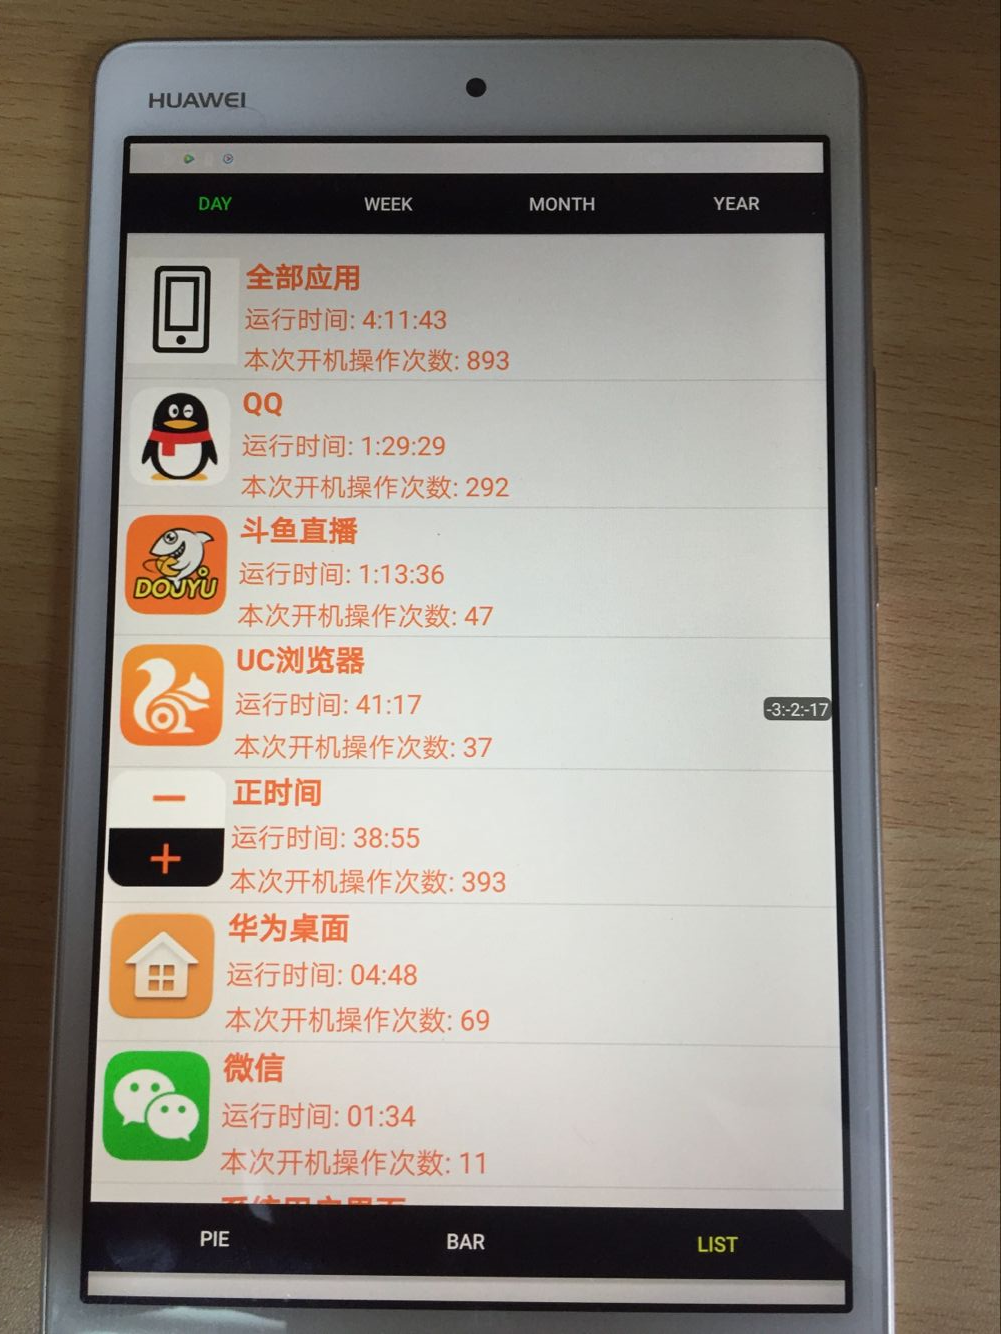 HUAWEI
DAY WEEK MONTH YEAR
全部应用
运行时间: 4:11:43
本次开机操作次数: 893
QQ
运行时间: 1:29:29
本次开机操作次数: 292
斗鱼直播
DOUYU
运行时间: 1:13:36
本次开机操作次数: 47
UC浏览器
运行时间: 41:17
-3:-2:-17
本次开机操作次数: 37
正时间
运行时间: 38:55
本次开机操作次数: 393
华为桌面
运行时间: 04:48
本次开机操作次数: 69
微信
运行时间: 01:34
本次开机操作次数: 11
系统用户界面
PIE BAR LIST